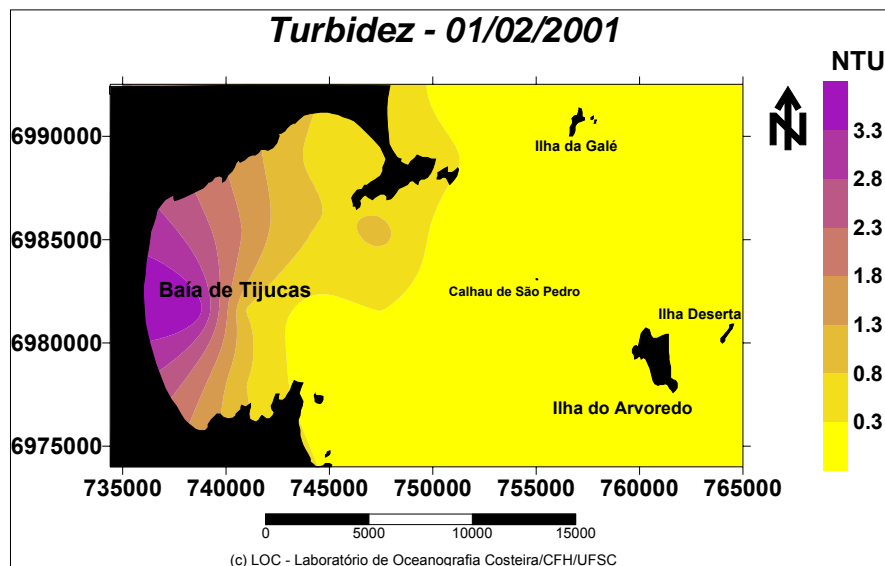 Turbidez - 01/02/2001
NTU
N
6990000
6985000
6980000
6975000
Ilha da Galé
Baía de Tijucas
Calhau de São Pedro
Ilha Deserta
Ilha do Arvoredo
3.3
2.8
2.3
1.8
1.3
0.8
0.3
735000 740000 745000 750000 755000 760000 765000
0 5000 10000 15000
(c) LOC - Laboratório de Oceanografia Costeira/CFH/UFSC